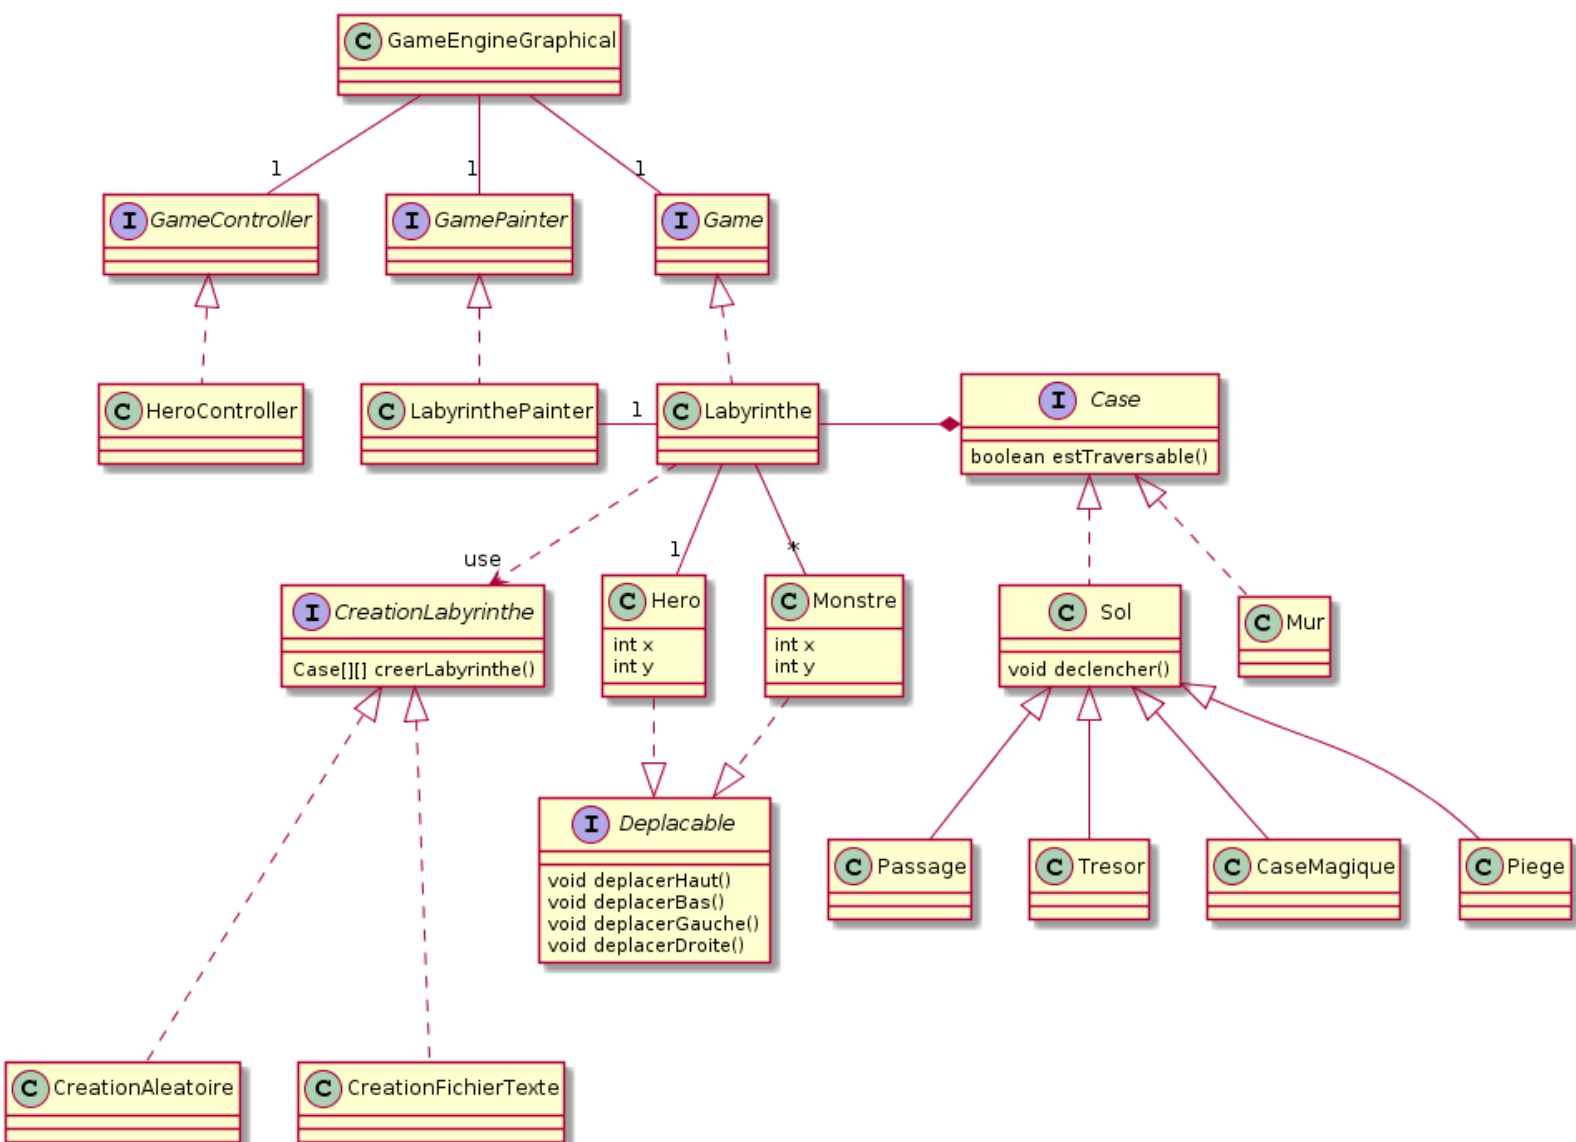 C GameEngineGraphical
1
1
1
I GameController
I GamePainter
I Game
C HeroController
C LabyrinthePainter
1
C Labyrinthe
I Case
boolean estTraversable()
use
1
*
I CreationLabyrinthe
Case[][] creerLabyrinthe()
C Hero
int x
int y
C Monstre
int x
int y
C Sol
void declencher()
C Mur
I Deplacable
void deplacerHaut()
void deplacerBas()
void deplacerGauche()
void deplacerDroite()
C Passage
C Tresor
C CaseMagique
C Piege
C CreationAleatoire
C CreationFichierTexte